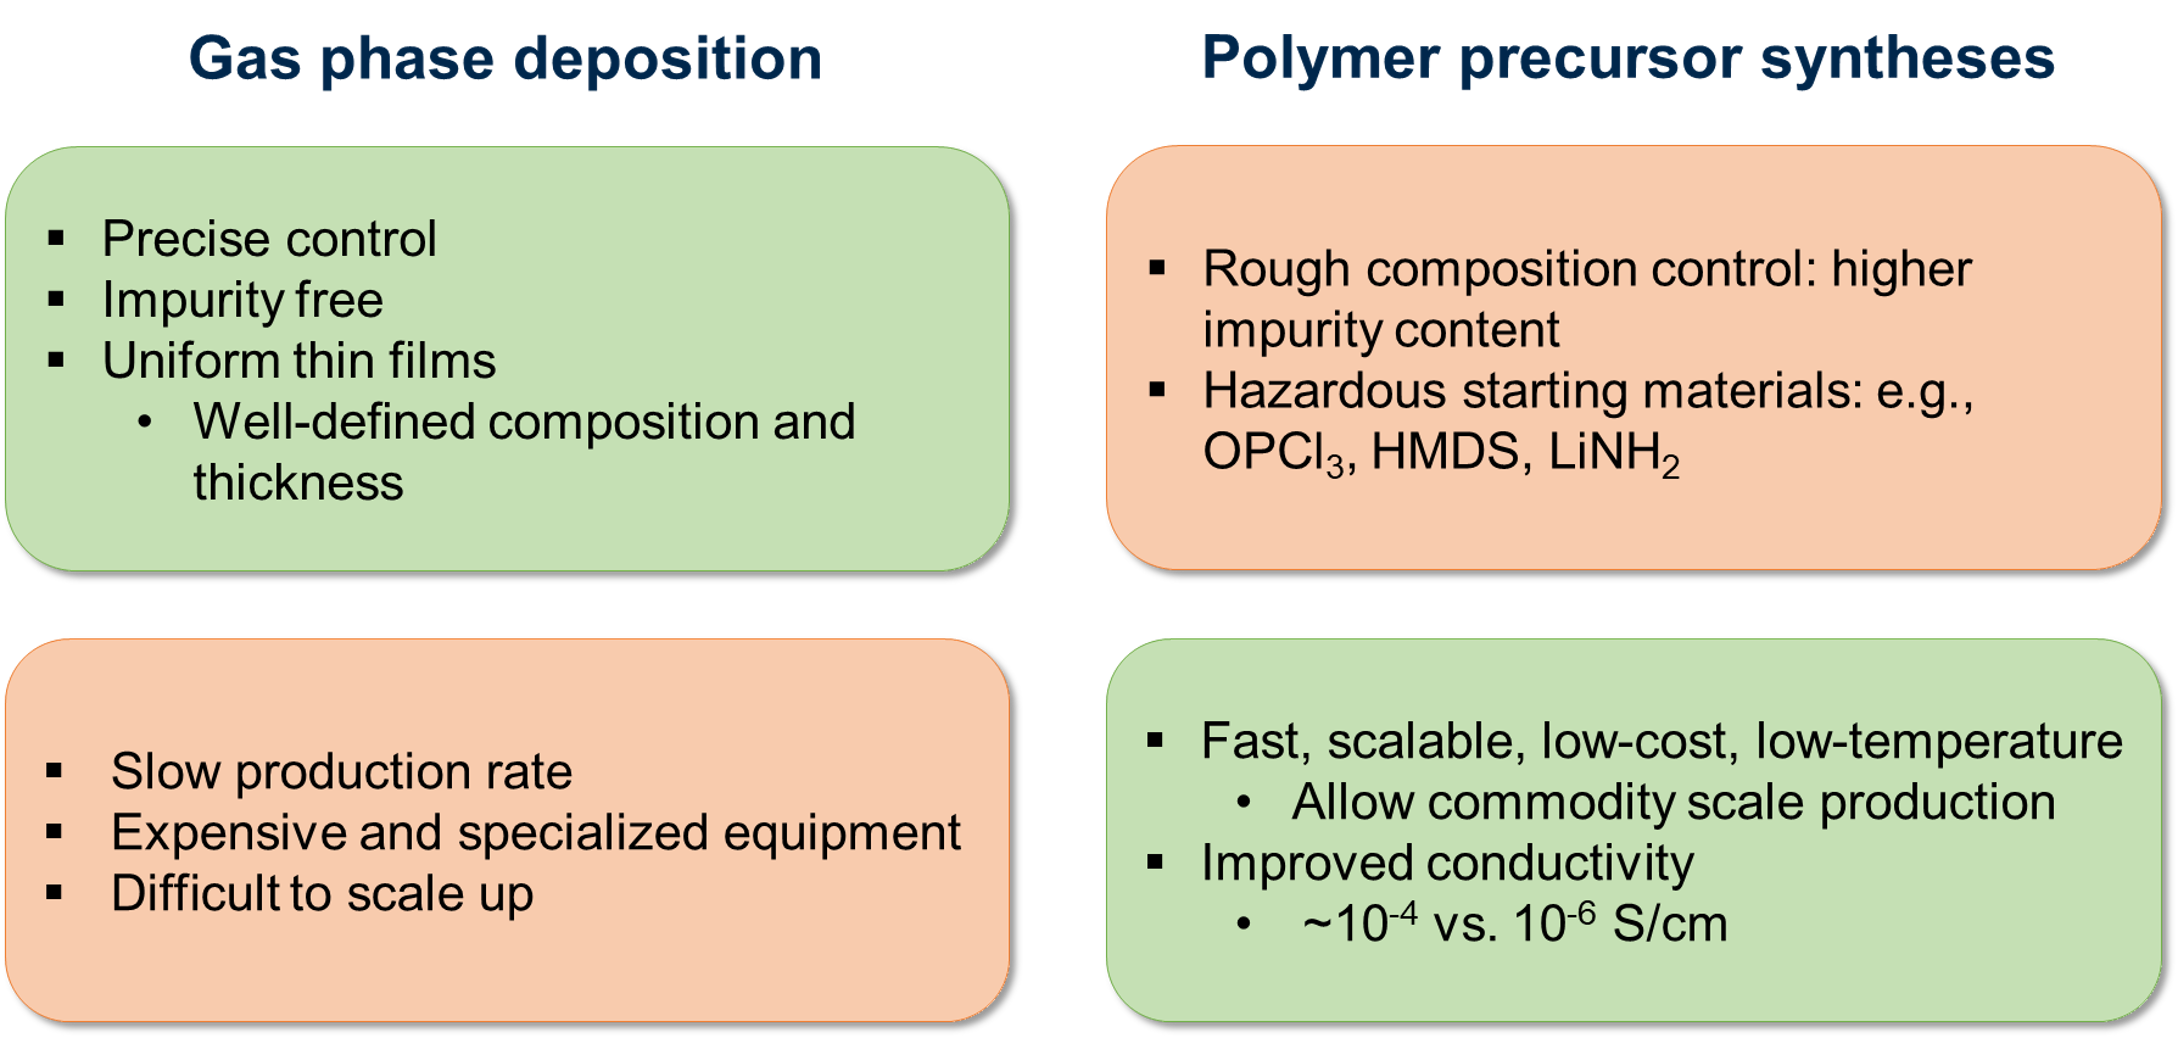 Gas phase deposition
▪ Precise control
▪ Impurity free
▪ Uniform thin films
• Well-defined composition and
thickness
▪ Slow production rate
▪ Expensive and specialized equipment
▪ Difficult to scale up
Polymer precursor syntheses
▪ Rough composition control: higher
impurity content
▪ Hazardous starting materials: e.g.,
OPCl₃, HMDS, LiNH₂
▪ Fast, scalable, low-cost, low-temperature
• Allow commodity scale production
▪ Improved conductivity
• ~10⁻⁴ vs. 10⁻⁶ S/cm